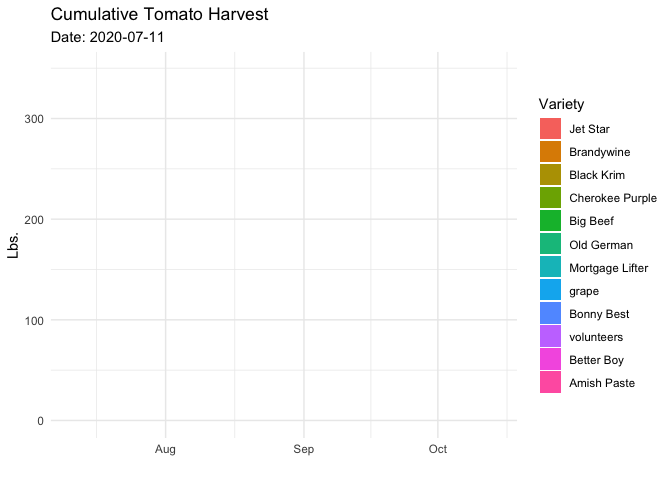 Cumulative Tomato Harvest
Date: 2020-07-11
Lbs.
300
200
100
0
Aug Sep Oct
Variety
Jet Star
Brandywine
Black Krim
Cherokee Purple
Big Beef
Old German
Mortgage Lifter
grape
Bonny Best
volunteers
Better Boy
Amish Paste